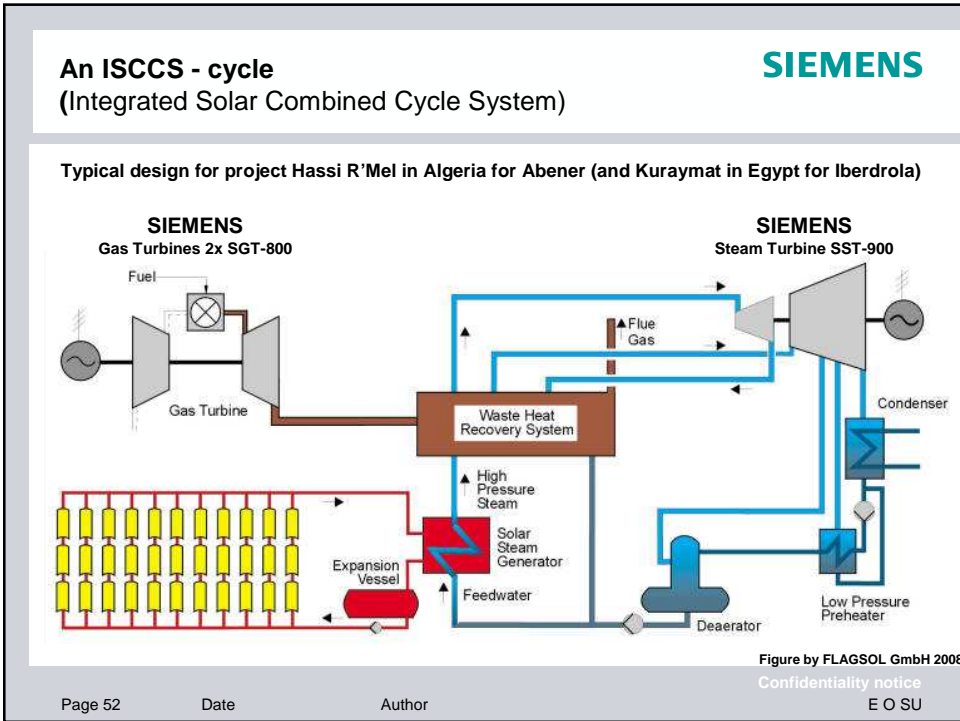 An ISCCS - cycle
(Integrated Solar Combined Cycle System)
SIEMENS
Typical design for project Hassi R'Mel in Algeria for Abener (and Kuraymat in Egypt for Iberdrola)
SIEMENS
Gas Turbines 2x SGT-800
SIEMENS
Steam Turbine SST-900
Fuel
Flue
Gas
Gas Turbine
Waste Heat
Recovery System
Condenser
High
Pressure
Steam
Solar
Steam
Generator
Expansion
Vessel
Feedwater
Deaerator
Low Pressure
Preheater
Figure by FLAGSOL GmbH 2008
Confidentiality notice
Page 52 Date Author E O SU